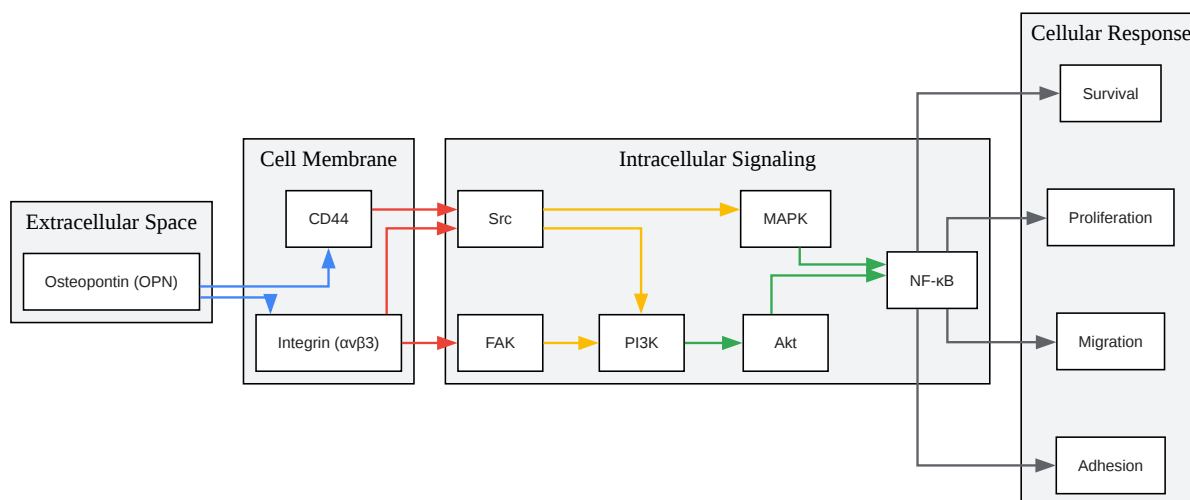 Cellular Response
Survival
Cell Membrane
Intracellular Signaling
CD44
Src
MAPK
Proliferation
Extracellular Space
Osteopontin (OPN)
NF-κB
Integrin (αvβ3)
FAK
PI3K
Akt
Migration
Adhesion